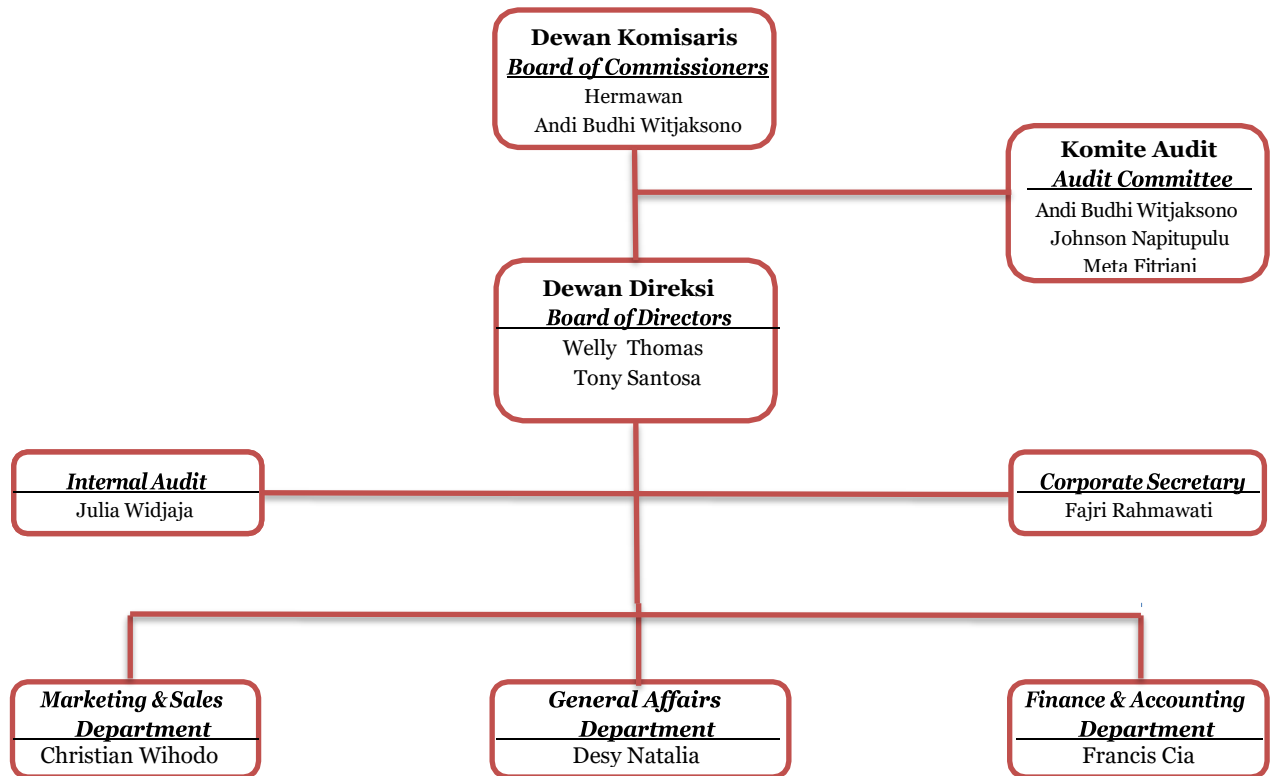 Dewan Komisaris
Board of Commissioners
Hermawan
Andi Budhi Witjaksono
Komite Audit
Audit Committee
Andi Budhi Witjaksono
Johnson Napitupulu
Meta Fitriani
Dewan Direksi
Board of Directors
Welly Thomas
Tony Santosa
Internal Audit
Julia Widjaja
Corporate Secretary
Fajri Rahmawati
Marketing & Sales
Department
Christian Wihodo
General Affairs
Department
Desy Natalia
Finance & Accounting
Department
Francis Cia